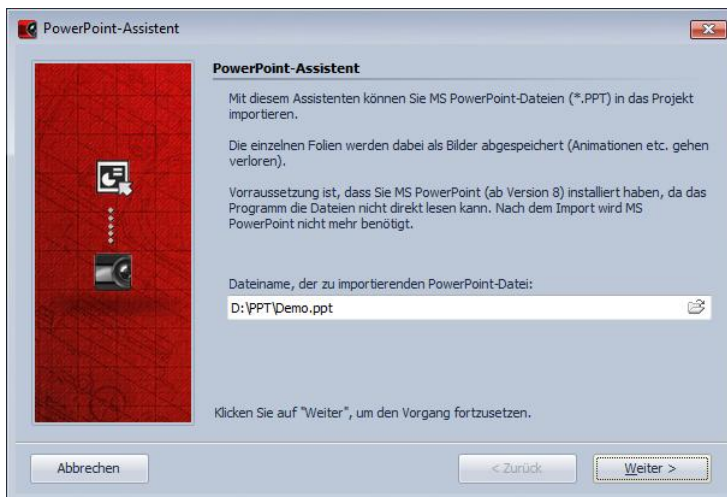 PowerPoint-Assistent
PowerPoint-Assistent
Mit diesem Assistenten können Sie MS PowerPoint-Dateien (*.PPT) in das Projekt
importieren.
Die einzelnen Folien werden dabei als Bilder abgespeichert (Animationen etc. gehen
verloren).
Vorraussetzung ist, dass Sie MS PowerPoint (ab Version 8) installiert haben, da das
Programm die Dateien nicht direkt lesen kann. Nach dem Import wird MS
PowerPoint nicht mehr benötigt.
Dateiname, der zu importierenden PowerPoint-Datei:
D:\PPT\Demo.ppt
Klicken Sie auf "Weiter", um den Vorgang fortzusetzen.
Abbrechen
< Zurück
Weiter >